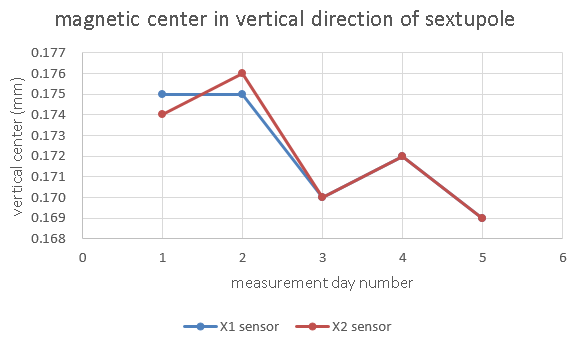 magnetic center in vertical direction of sextupole
0.177
0.176
0.175
0.174
0.173
0.172
0.171
0.170
0.169
0.168
vertical center (mm)
0 1 2 3 4 5 6
measurement day number
X1 sensor X2 sensor